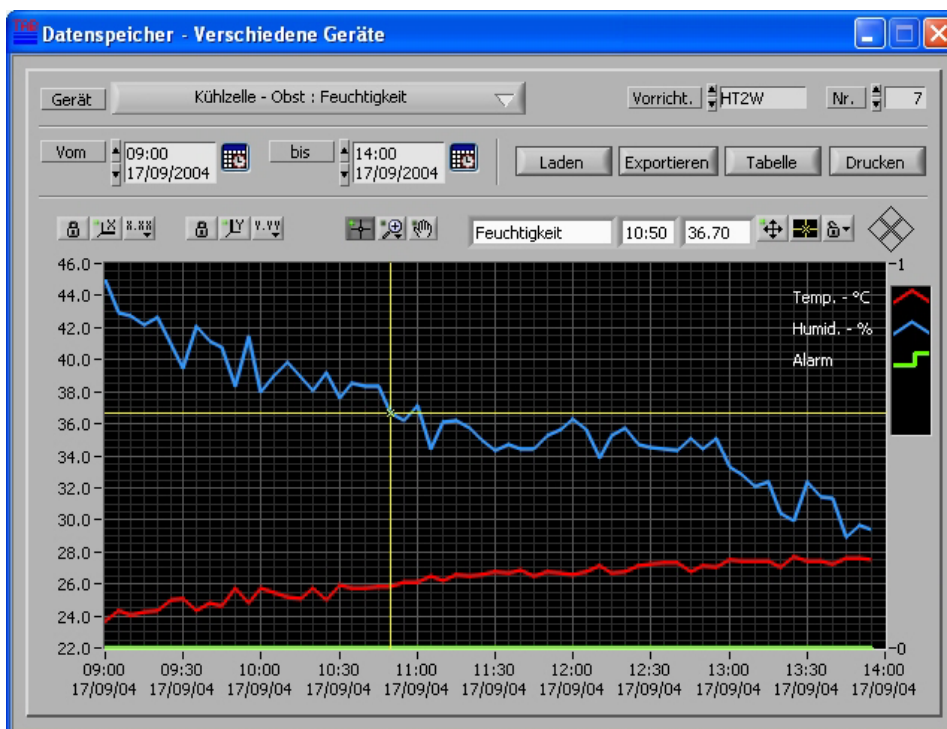 Datenspeicher - Verschiedene Geräte
Gerät Kühlzelle - Obst : Feuchtigkeit Vorricht. HT2W Nr. 7
Vom 09:00 17/09/2004 bis 14:00 17/09/2004 Laden Exportieren Tabelle Drucken
X X.XX Y Y.YY Feuchtigkeit 10:50 36.70
46.0 1
44.0 Temp. - °C
42.0 Humid. - %
40.0 Alarm
38.0
36.0
34.0
32.0
30.0
28.0
26.0
24.0
22.0 0
09:00 09:30 10:00 10:30 11:00 11:30 12:00 12:30 13:00 13:30 14:00
17/09/04 17/09/04 17/09/04 17/09/04 17/09/04 17/09/04 17/09/04 17/09/04 17/09/04 17/09/04 17/09/04